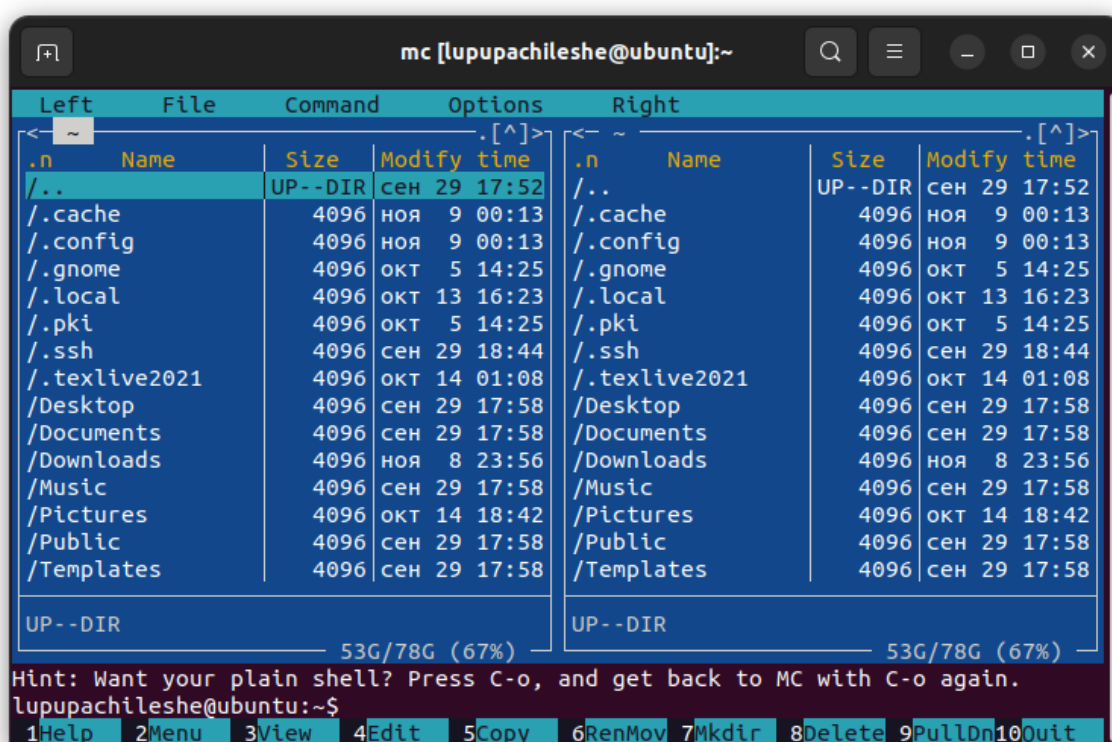 mc [lupupachileshe@ubuntu]:~
Left File Command Options Right
<─ ~ ─.[^]>
<─ ~ ─.[^]>
.n Name Size Modify time .n Name Size Modify time
/.. UP--DIR сен 29 17:52 /.. UP--DIR сен 29 17:52
/.cache 4096 ноя 9 00:13 /.cache 4096 ноя 9 00:13
/.config 4096 ноя 9 00:13 /.config 4096 ноя 9 00:13
/.gnome 4096 окт 5 14:25 /.gnome 4096 окт 5 14:25
/.local 4096 окт 13 16:23 /.local 4096 окт 13 16:23
/.pki 4096 окт 5 14:25 /.pki 4096 окт 5 14:25
/.ssh 4096 сен 29 18:44 /.ssh 4096 сен 29 18:44
/.texlive2021 4096 окт 14 01:08 /.texlive2021 4096 окт 14 01:08
/Desktop 4096 сен 29 17:58 /Desktop 4096 сен 29 17:58
/Documents 4096 сен 29 17:58 /Documents 4096 сен 29 17:58
/Downloads 4096 ноя 8 23:56 /Downloads 4096 ноя 8 23:56
/Music 4096 сен 29 17:58 /Music 4096 сен 29 17:58
/Pictures 4096 окт 14 18:42 /Pictures 4096 окт 14 18:42
/Public 4096 сен 29 17:58 /Public 4096 сен 29 17:58
/Templates 4096 сен 29 17:58 /Templates 4096 сен 29 17:58
UP--DIR UP--DIR
53G/78G (67%) 53G/78G (67%)
Hint: Want your plain shell? Press C-o, and get back to MC with C-o again.
lupupachileshe@ubuntu:~$
1Help 2Menu 3View 4Edit 5Copy 6RenMov 7Mkdir 8Delete 9PullDn 10Quit